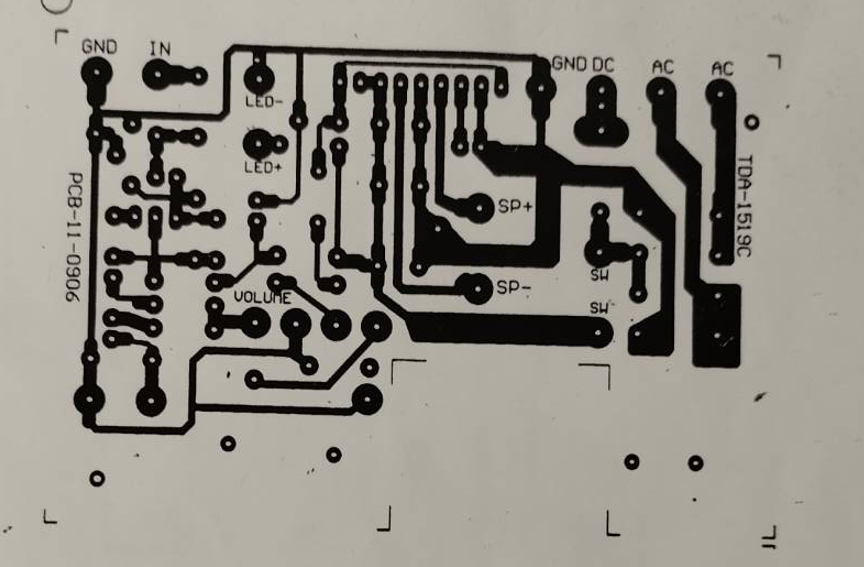 GND IN GND DC AC AC
LED-
LED+
PCB-11-0906
TDA-1519C
SP+
SW
SP-
VOLUME
SW-